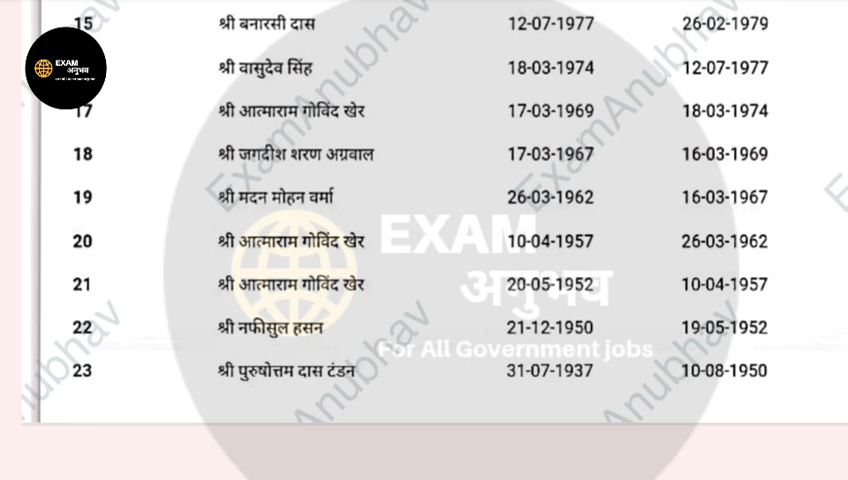 15 श्री बनारसी दास 12-07-1977 26-02-1979
EXAM
अनुभव
श्री वासुदेव सिंह 18-03-1974 12-07-1977
17 श्री आत्माराम गोविंद खेर 17-03-1969 18-03-1974
18 श्री जगदीश शरण अग्रवाल 17-03-1967 16-03-1969
19 श्री मदन मोहन वर्मा 26-03-1962 16-03-1967
EXAM
20 श्री आत्माराम गोविंद खेर 10-04-1957 26-03-1962
21 श्री आत्माराम गोविंद खेर 20-05-1952 10-04-1957
अनुभव
22 श्री नफीसुल हसन 21-12-1950 19-05-1952
For All Government jobs
23 श्री पुरुषोत्तम दास टंडन 31-07-1937 10-08-1950
ExamAnubhav
ExamAnubhav